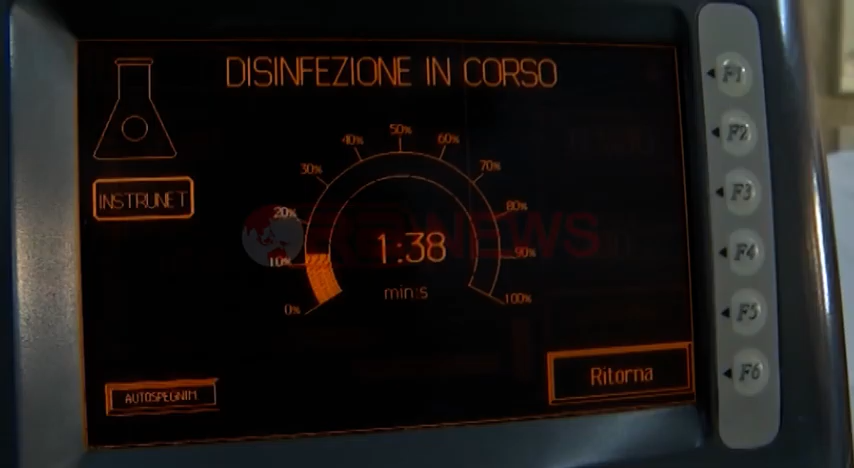 DISINFEZIONE IN CORSO
INSTRUNET
0%
10%
20%
30%
40%
50%
60%
70%
80%
90%
100%
1:38
min:s
AUTOSPEGNIM.
Ritorna
F1
F2
F3
F4
F5
F6
NEWS